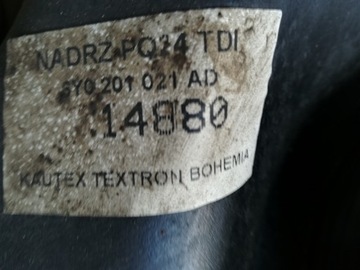 NADRZ PQ24 TDI
6Y0 201 021 AD
14880
KAUTEX TEXTRON BOHEMIA